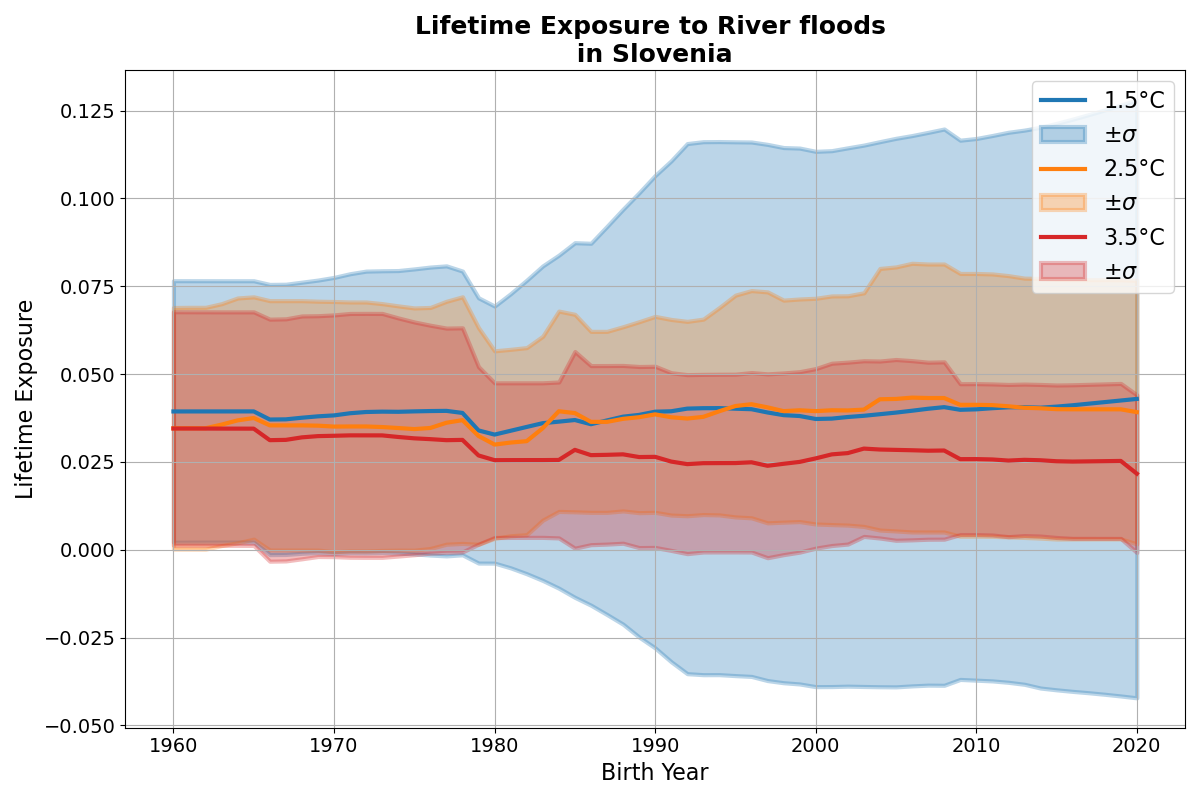 Lifetime Exposure to River floods
in Slovenia
Lifetime Exposure
0.125
0.100
0.075
0.050
0.025
0.000
−0.025
−0.050
1.5°C
±σ
2.5°C
±σ
3.5°C
±σ
1960
1970
1980
1990
2000
2010
2020
Birth Year